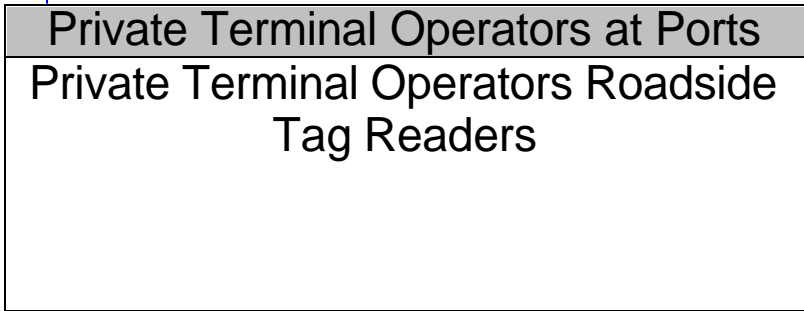 Private Terminal Operators at Ports
Private Terminal Operators Roadside
Tag Readers